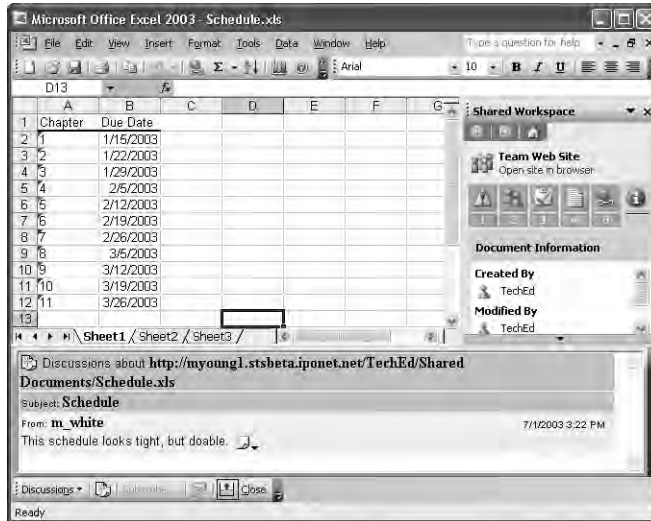 Microsoft Office Excel 2003 - Schedule.xls
File Edit View Insert Format Tools Data Window Help Type a question for help
Σ Arial 10 B I U
D13 fx
A B C D E F G Shared Workspace
1 Chapter Due Date
2 1 1/15/2003
3 2 1/22/2003 Team Web Site
4 3 1/29/2003 Open site in browser
5 4 2/5/2003
6 5 2/12/2003
7 6 2/19/2003
8 7 2/26/2003 Document Information
9 8 3/5/2003
10 9 3/12/2003 Created By
11 10 3/19/2003 TechEd
12 11 3/26/2003 Modified By
13 TechEd
Sheet1 / Sheet2 / Sheet3 /
Discussions about http://myoung1.stsbeta.iponet.net/TechEd/Shared
Documents/Schedule.xls
Subject: Schedule
From: m_white 7/1/2003 3:22 PM
This schedule looks tight, but doable.
Discussions Subscribe Close
Ready